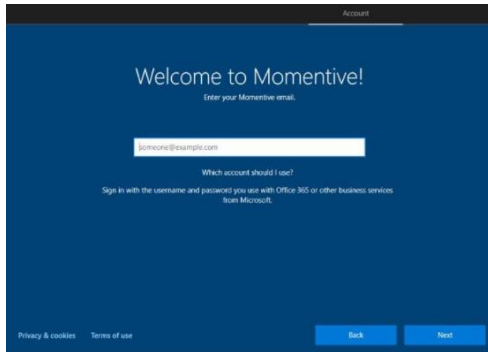 Account
Welcome to Momentive!
Enter your Momentive email.
someone@example.com
Which account should I use?
Sign in with the username and password you use with Office 365 or other business services
from Microsoft.
Privacy & cookies Terms of use Back Next